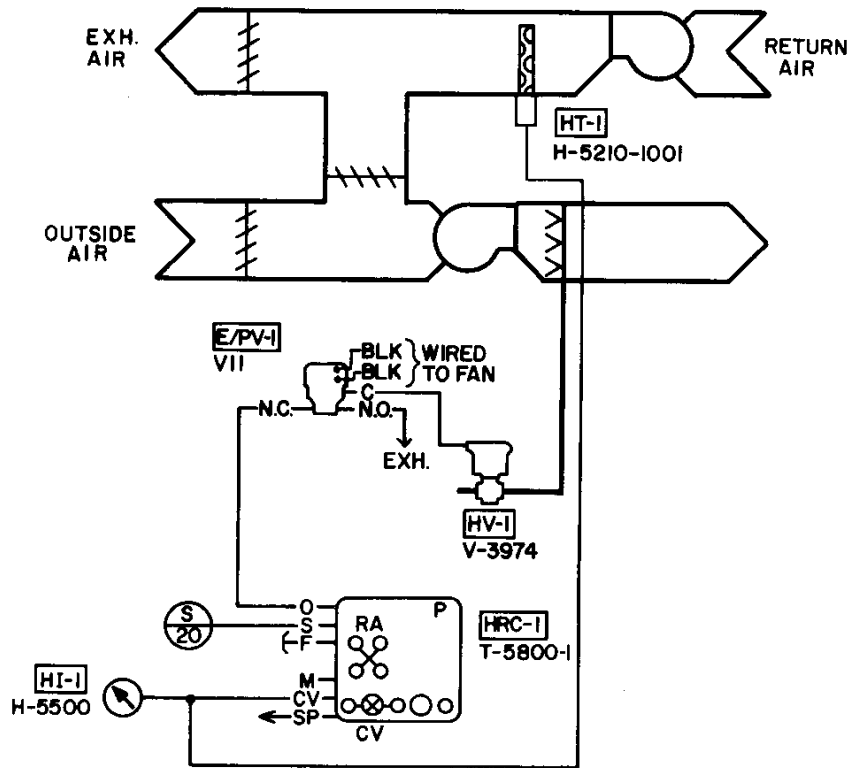 EXH.
AIR
RETURN
AIR
HT-1
H-5210-1001
OUTSIDE
AIR
E/PV-1
V11
BLK
BLK
WIRED
TO FAN
C
N.C.
N.O.
EXH.
HV-1
V-3974
O
P
S
20
S
RA
HRC-1
T-5800-1
F
M
HI-1
H-5500
CV
SP
CV